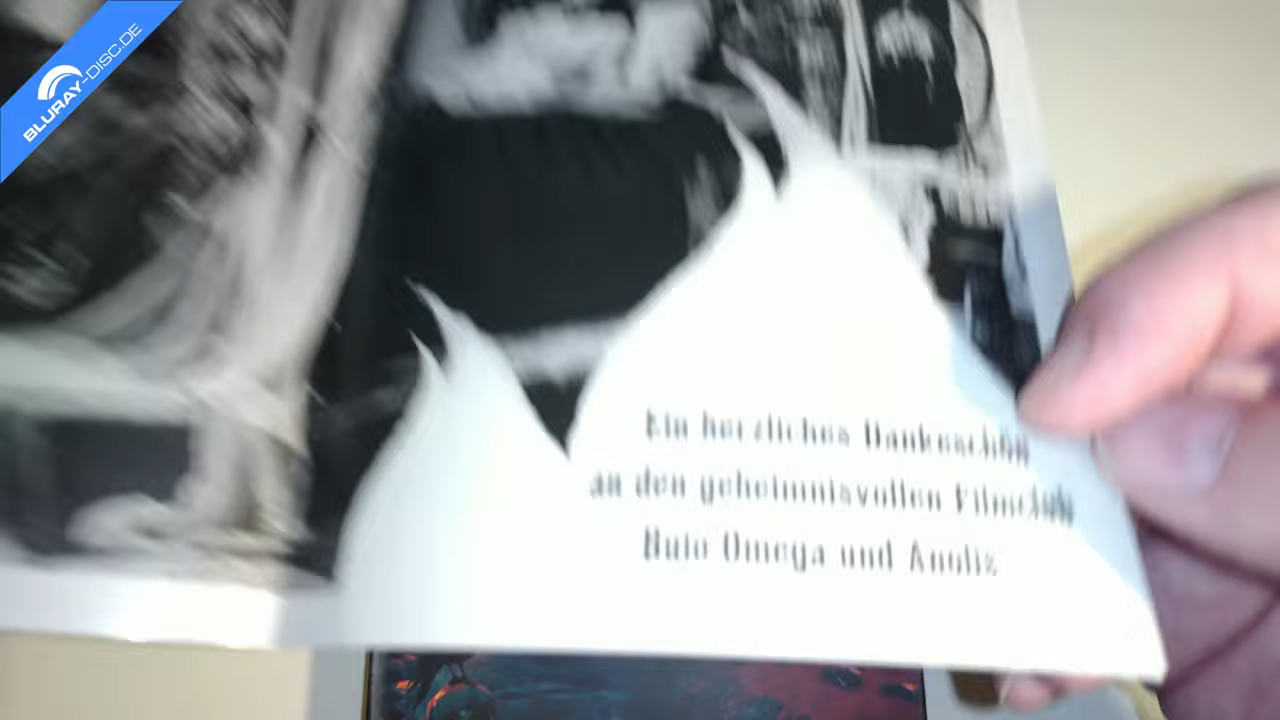 BLURAY-DISC.DE
Ein herzliches Dankeschön
an den geheimnisvollen Filmclub
Buio Omega und Anolis